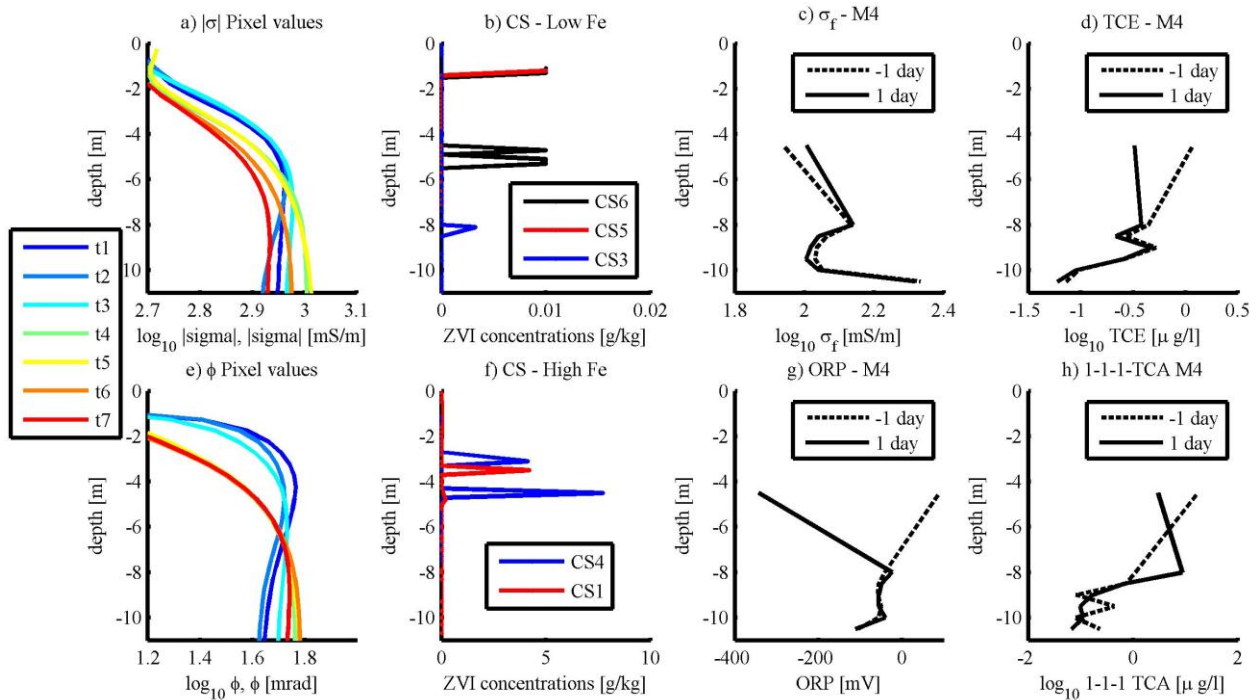 a) |σ| Pixel values
b) CS - Low Fe
c) σf - M4
d) TCE - M4
0
-2
-4
-6
-8
-10
depth [m]
2.7 2.8 2.9 3 3.1
log10 |sigma|, |sigma| [mS/m]
0
-2
-4
-6
-8
-10
depth [m]
CS6
CS5
CS3
0 0.01 0.02
ZVI concentrations [g/kg]
0
-2
-4
-6
-8
-10
depth [m]
-1 day
1 day
1.8 2 2.2 2.4
log10 σf [mS/m]
0
-2
-4
-6
-8
-10
depth [m]
-1 day
1 day
-1.5 -1 -0.5 0 0.5
log10 TCE [μ g/l]
t1
t2
t3
t4
t5
t6
t7
e) ϕ Pixel values
f) CS - High Fe
g) ORP - M4
h) 1-1-1-TCA M4
0
-2
-4
-6
-8
-10
depth [m]
1.2 1.4 1.6 1.8 2
log10 ϕ, ϕ [mrad]
0
-2
-4
-6
-8
-10
depth [m]
CS4
CS1
0 5 10
ZVI concentrations [g/kg]
0
-2
-4
-6
-8
-10
depth [m]
-1 day
1 day
-400 -200 0
ORP [mV]
0
-2
-4
-6
-8
-10
depth [m]
-1 day
1 day
-2 0 2
log10 1-1-1 TCA [μ g/l]